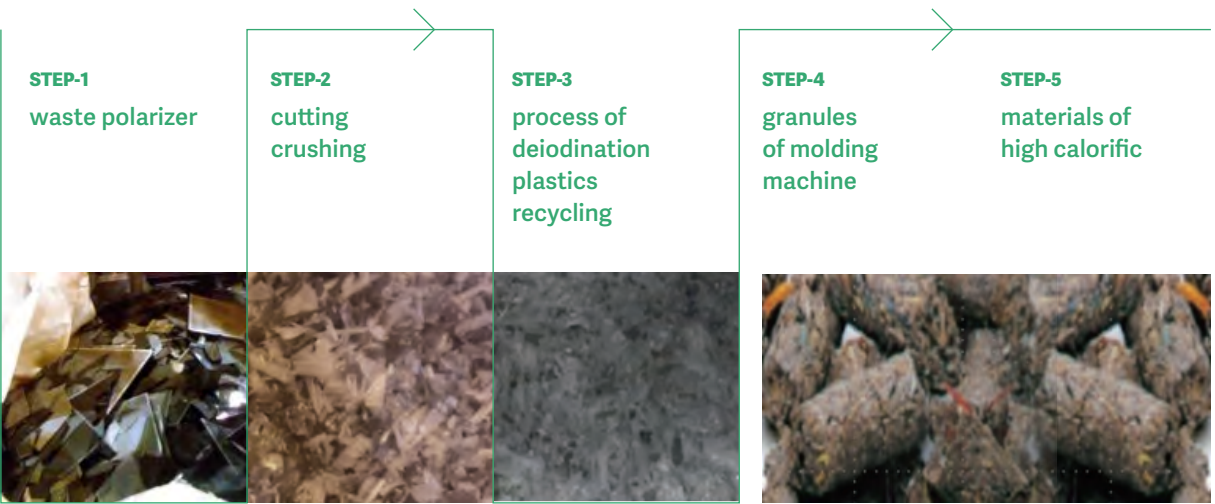 STEP-1
waste polarizer
STEP-2
cutting
crushing
STEP-3
process of
deiodination
plastics
recycling
STEP-4
granules
of molding
machine
STEP-5
materials of
high calorific